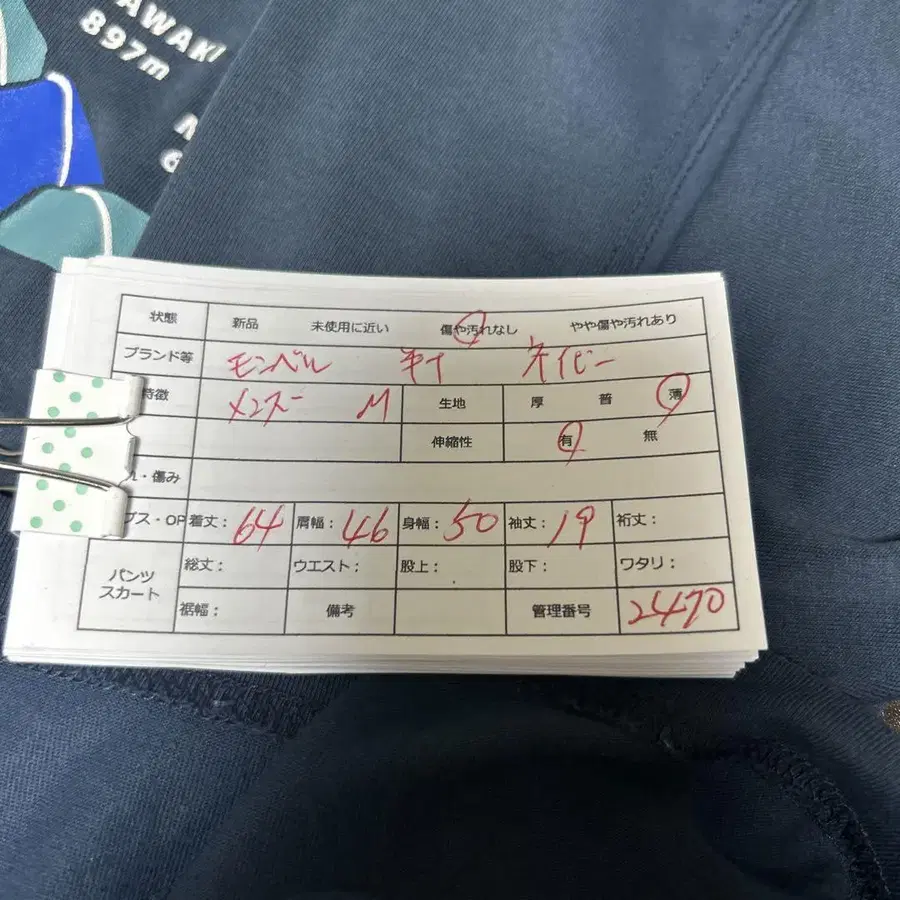 AWAKI
897m
状態 新品 未使用に近い 傷や汚れなし やや傷や汚れあり
ブランド等 モンベル 半T ネイビー
特徴 メンズ M 生地 厚 普 薄
伸縮性 有 無
・傷み
プス・OP 着丈： 64 肩幅： 46 身幅： 50 袖丈： 19 裄丈：
パンツ スカート 総丈： ウエスト： 股上： 股下： ワタリ：
裾幅： 備考 管理番号 2470